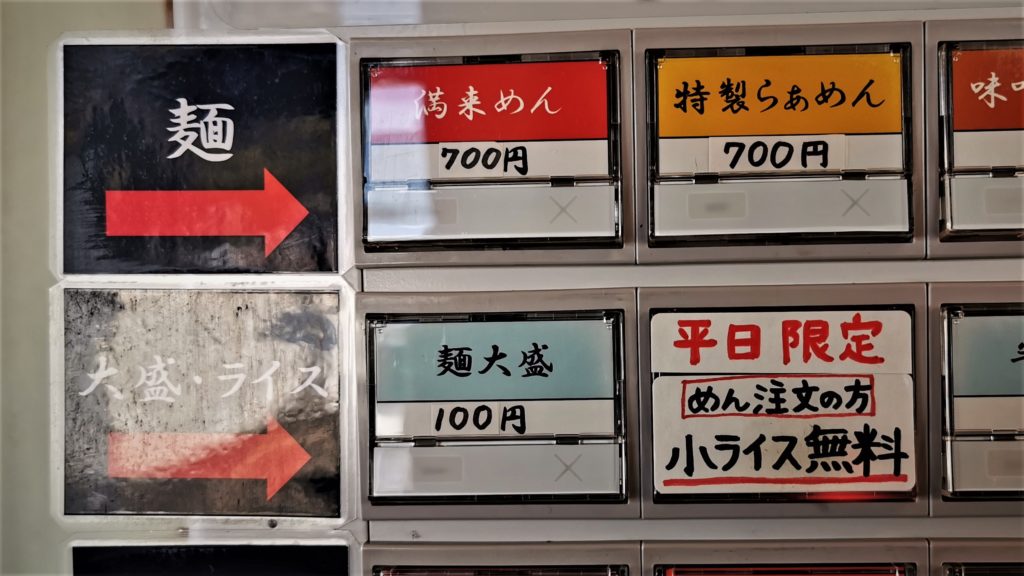 麺
満来めん
700円
特製らぁめん
700円
味
大盛・ライス
麺大盛
100円
平日限定
めん注文の方
小ライス無料